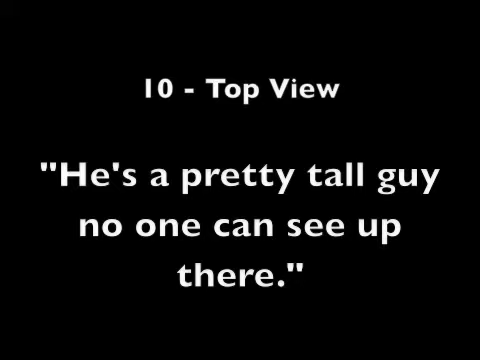 10 - Top View
"He's a pretty tall guy
no one can see up
there."